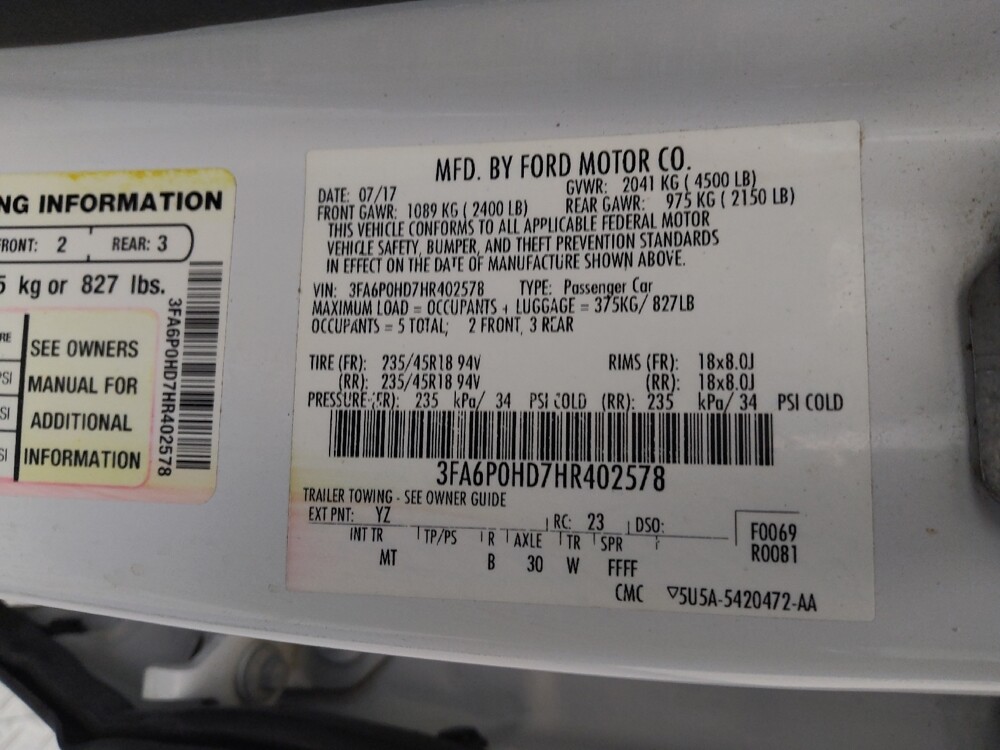 NG INFORMATION
FRONT: 2 REAR: 3
5 kg or 827 lbs.
SEE OWNERS
MANUAL FOR
ADDITIONAL
INFORMATION
RE
PSI
SI
SI
3FA6P0HD7HR402578
MFD. BY FORD MOTOR CO.
DATE: 07/17 GVWR: 2041 KG ( 4500 LB)
FRONT GAWR: 1089 KG ( 2400 LB) REAR GAWR: 975 KG ( 2150 LB)
THIS VEHICLE CONFORMS TO ALL APPLICABLE FEDERAL MOTOR
VEHICLE SAFETY, BUMPER, AND THEFT PREVENTION STANDARDS
IN EFFECT ON THE DATE OF MANUFACTURE SHOWN ABOVE.
VIN: 3FA6P0HD7HR402578 TYPE: Passenger Car
MAXIMUM LOAD = OCCUPANTS + LUGGAGE = 375KG/ 827LB
OCCUPANTS = 5 TOTAL; 2 FRONT, 3 REAR
TIRE (FR): 235/45R18 94V RIMS (FR): 18x8.0J
(RR): 235/45R18 94V (RR): 18x8.0J
PRESSURE (FR): 235 kPa/ 34 PSI COLD (RR): 235 kPa/ 34 PSI COLD
3FA6P0HD7HR402578
TRAILER TOWING - SEE OWNER GUIDE
EXT PNT: YZ RC: 23 DSO:
INT TR TP/PS R AXLE TR SPR
MT B 30 W FFFF
F0069
R0081
CMC ▽5U5A-5420472-AA